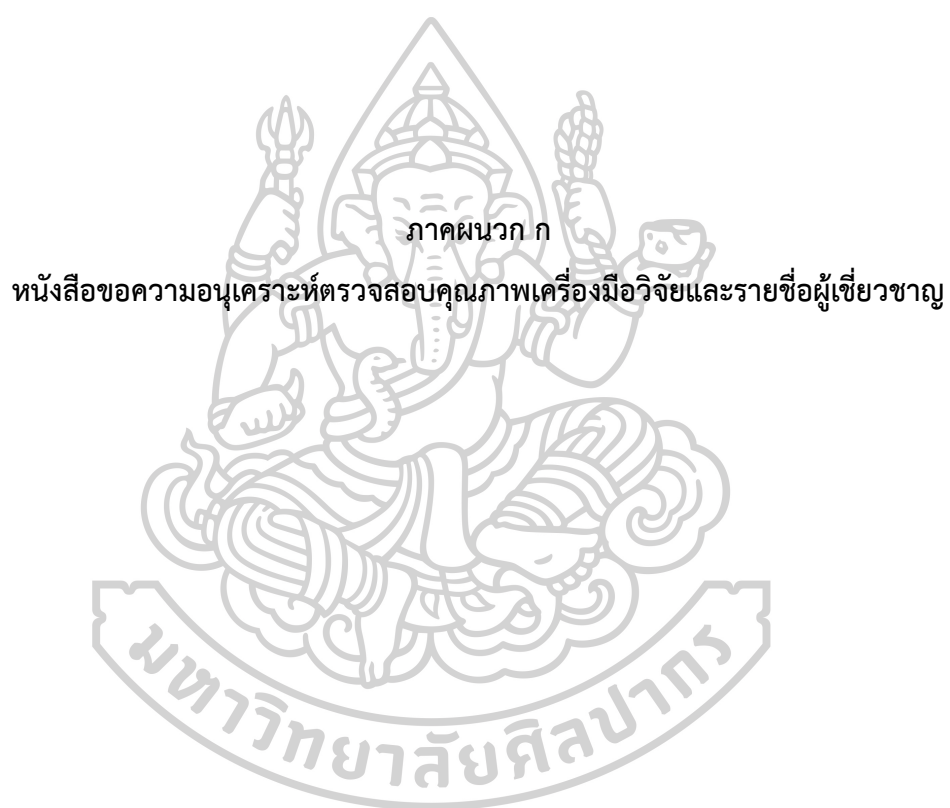 ภาคผนวก ก
หนังสือขอความอนุเคราะห์ตรวจสอบคุณภาพเครื่องมือวิจัยและรายชื่อผู้เชี่ยวชาญ
มหาวิทยาลัยศิลปากร